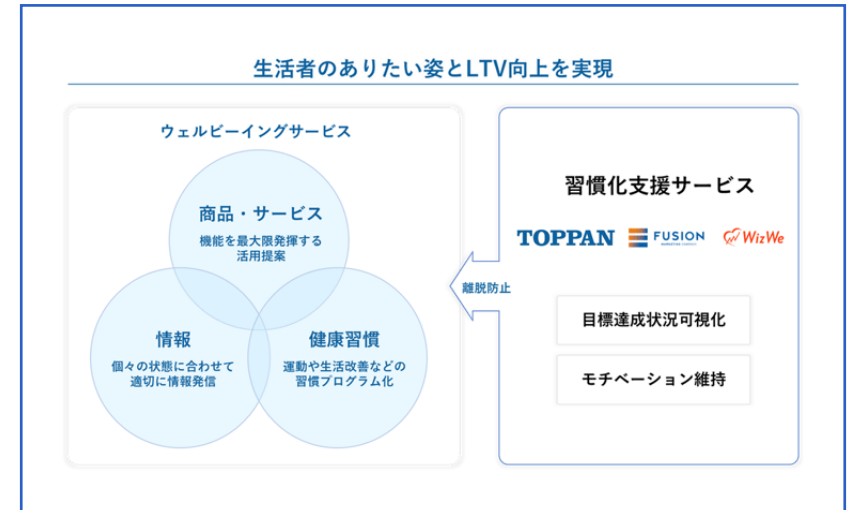 生活者のありたい姿とLTV向上を実現
ウェルビーイングサービス
商品・サービス
機能を最大限発揮する
活用提案
情報
個々の状態に合わせて
適切に情報発信
健康習慣
運動や生活改善などの
習慣プログラム化
離脱防止
習慣化支援サービス
TOPPAN
FUSION
WizWe
目標達成状況可視化
モチベーション維持